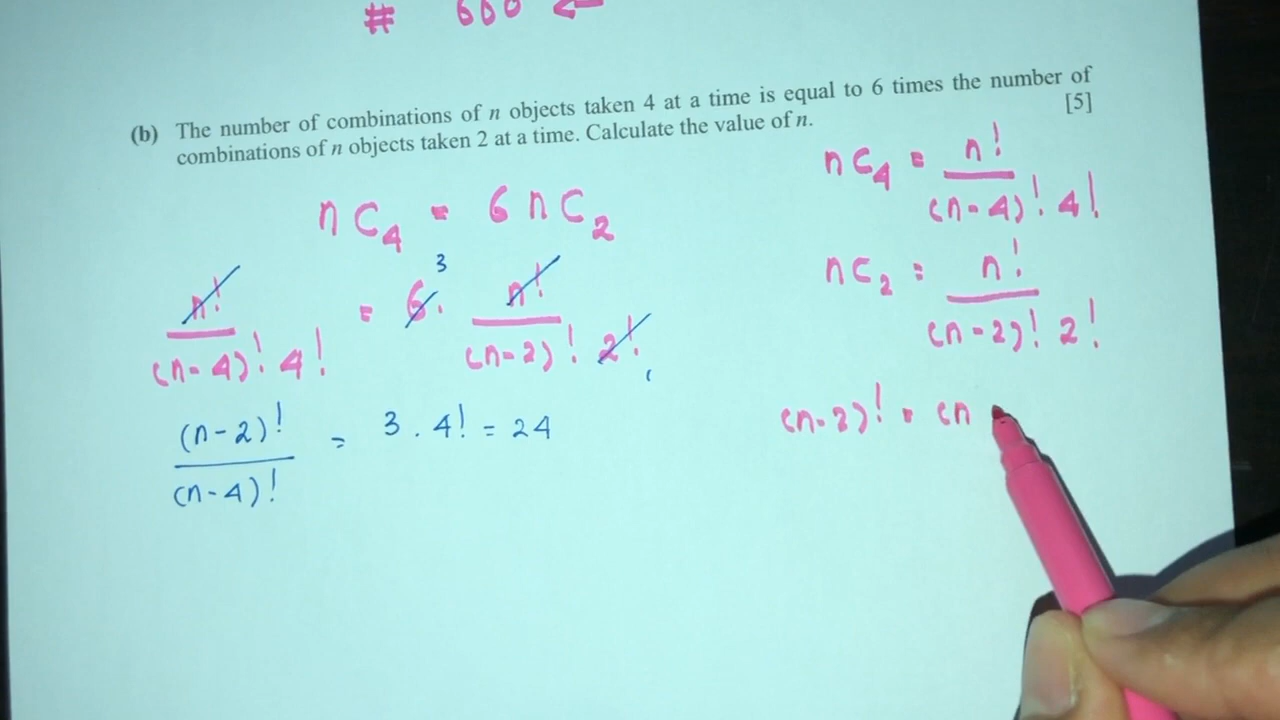 # 600 ←
(b) The number of combinations of n objects taken 4 at a time is equal to 6 times the number of
combinations of n objects taken 2 at a time. Calculate the value of n. [5]
nC₄ = 6 nC₂
n!/((n-4)! 4!) = 6 3 . n!/((n-2)! 2!) 1
(n-2)!/(n-4)! = 3 . 4! = 24
nC₄ = n!/((n-4)! 4!)
nC₂ = n!/((n-2)! 2!)
(n-2)! = (n